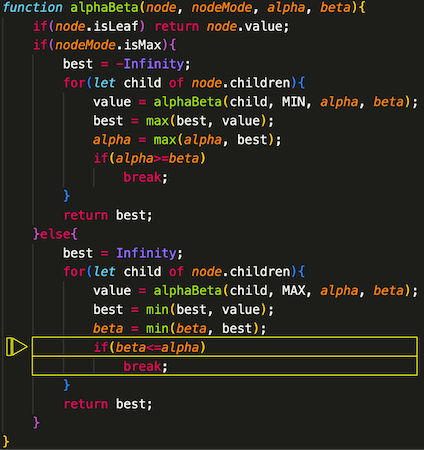 function alphaBeta(node, nodeMode, alpha, beta){
if(node.isLeaf) return node.value;
if(nodeMode.isMax){
best = -Infinity;
for(let child of node.children){
value = alphaBeta(child, MIN, alpha, beta);
best = max(best, value);
alpha = max(alpha, best);
if(alpha>=beta)
break;
}
return best;
}else{
best = Infinity;
for(let child of node.children){
value = alphaBeta(child, MAX, alpha, beta);
best = min(best, value);
beta = min(beta, best);
if(beta<=alpha)
break;
}
return best;
}
}